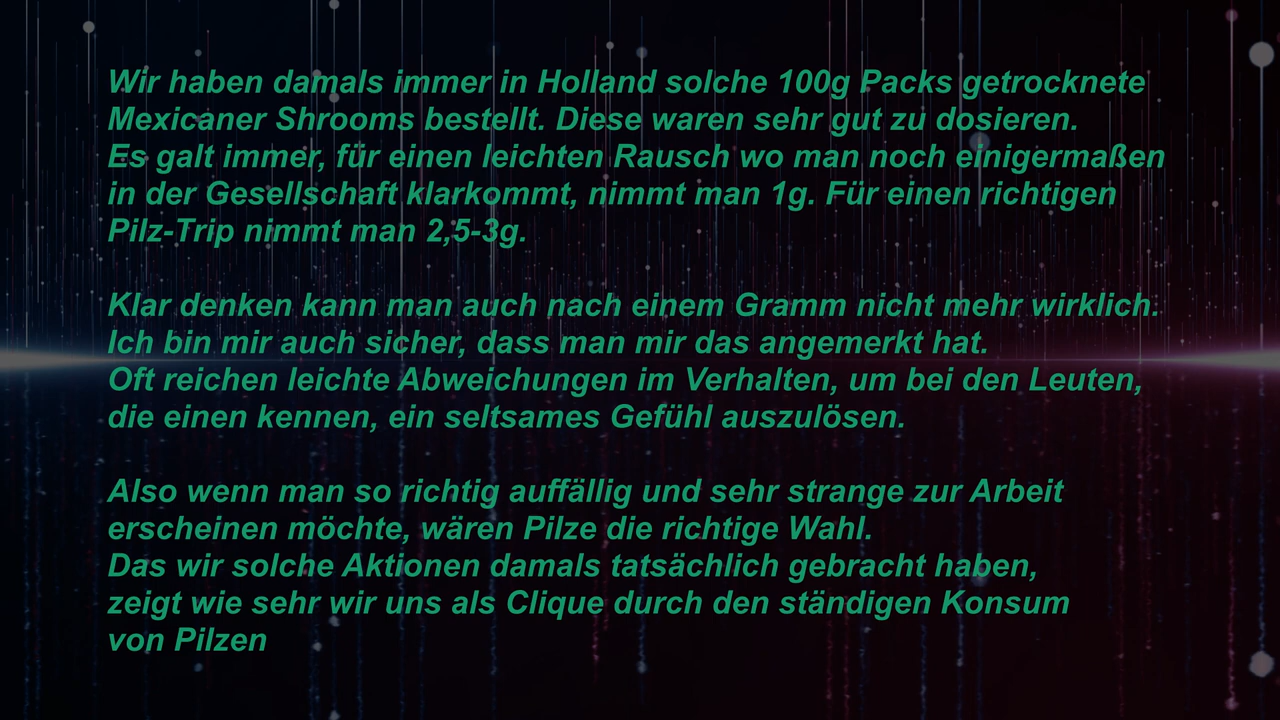 Wir haben damals immer in Holland solche 100g Packs getrocknete
Mexicaner Shrooms bestellt. Diese waren sehr gut zu dosieren.
Es galt immer, für einen leichten Rausch wo man noch einigermaßen
in der Gesellschaft klarkommt, nimmt man 1g. Für einen richtigen
Pilz-Trip nimmt man 2,5-3g.
Klar denken kann man auch nach einem Gramm nicht mehr wirklich.
Ich bin mir auch sicher, dass man mir das angemerkt hat.
Oft reichen leichte Abweichungen im Verhalten, um bei den Leuten,
die einen kennen, ein seltsames Gefühl auszulösen.
Also wenn man so richtig auffällig und sehr strange zur Arbeit
erscheinen möchte, wären Pilze die richtige Wahl.
Das wir solche Aktionen damals tatsächlich gebracht haben,
zeigt wie sehr wir uns als Clique durch den ständigen Konsum
von Pilzen